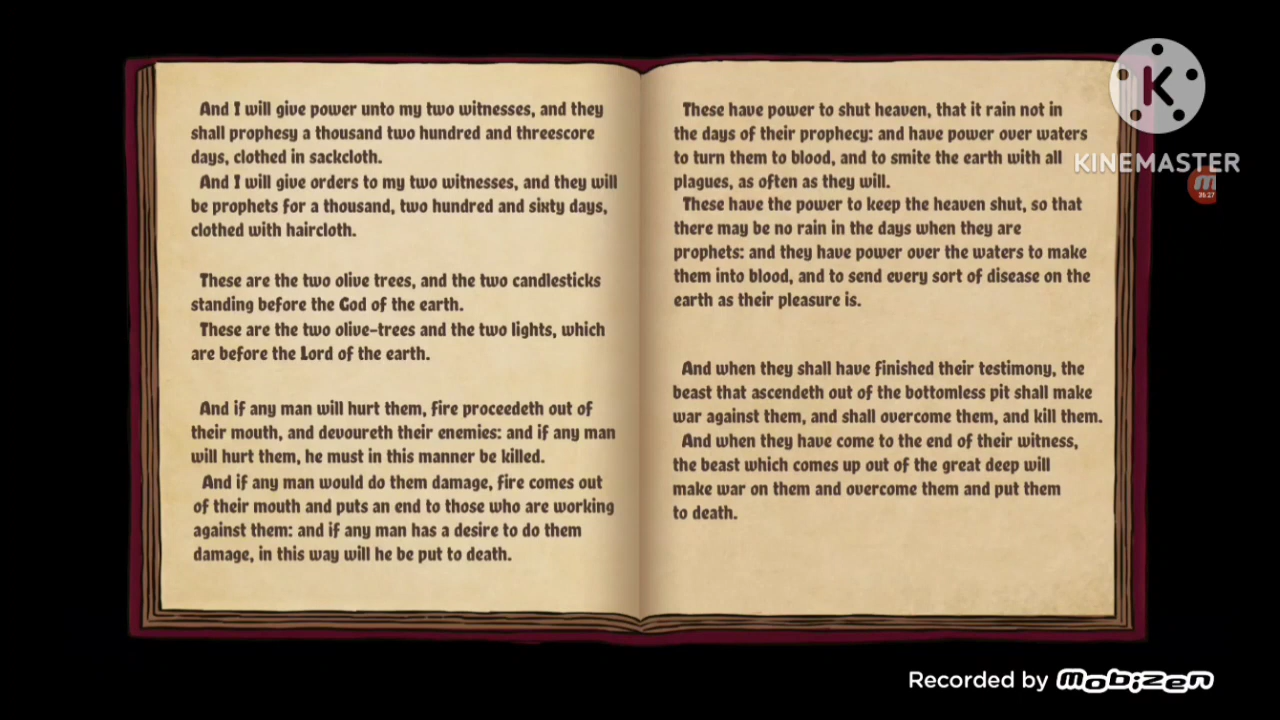 And I will give power unto my two witnesses, and they
shall prophesy a thousand two hundred and threescore
days, clothed in sackcloth.
And I will give orders to my two witnesses, and they will
be prophets for a thousand, two hundred and sixty days,
clothed with haircloth.
These are the two olive trees, and the two candlesticks
standing before the God of the earth.
These are the two olive-trees and the two lights, which
are before the Lord of the earth.
And if any man will hurt them, fire proceedeth out of
their mouth, and devoureth their enemies: and if any man
will hurt them, he must in this manner be killed.
And if any man would do them damage, fire comes out
of their mouth and puts an end to those who are working
against them: and if any man has a desire to do them
damage, in this way will he be put to death.
These have power to shut heaven, that it rain not in
the days of their prophecy: and have power over waters
to turn them to blood, and to smite the earth with all
plagues, as often as they will.
These have the power to keep the heaven shut, so that
there may be no rain in the days when they are
prophets: and they have power over the waters to make
them into blood, and to send every sort of disease on the
earth as their pleasure is.
And when they shall have finished their testimony, the
beast that ascendeth out of the bottomless pit shall make
war against them, and shall overcome them, and kill them.
And when they have come to the end of their witness,
the beast which comes up out of the great deep will
make war on them and overcome them and put them
to death.
K
KINEMASTER
m
26:27
Recorded by mobizen